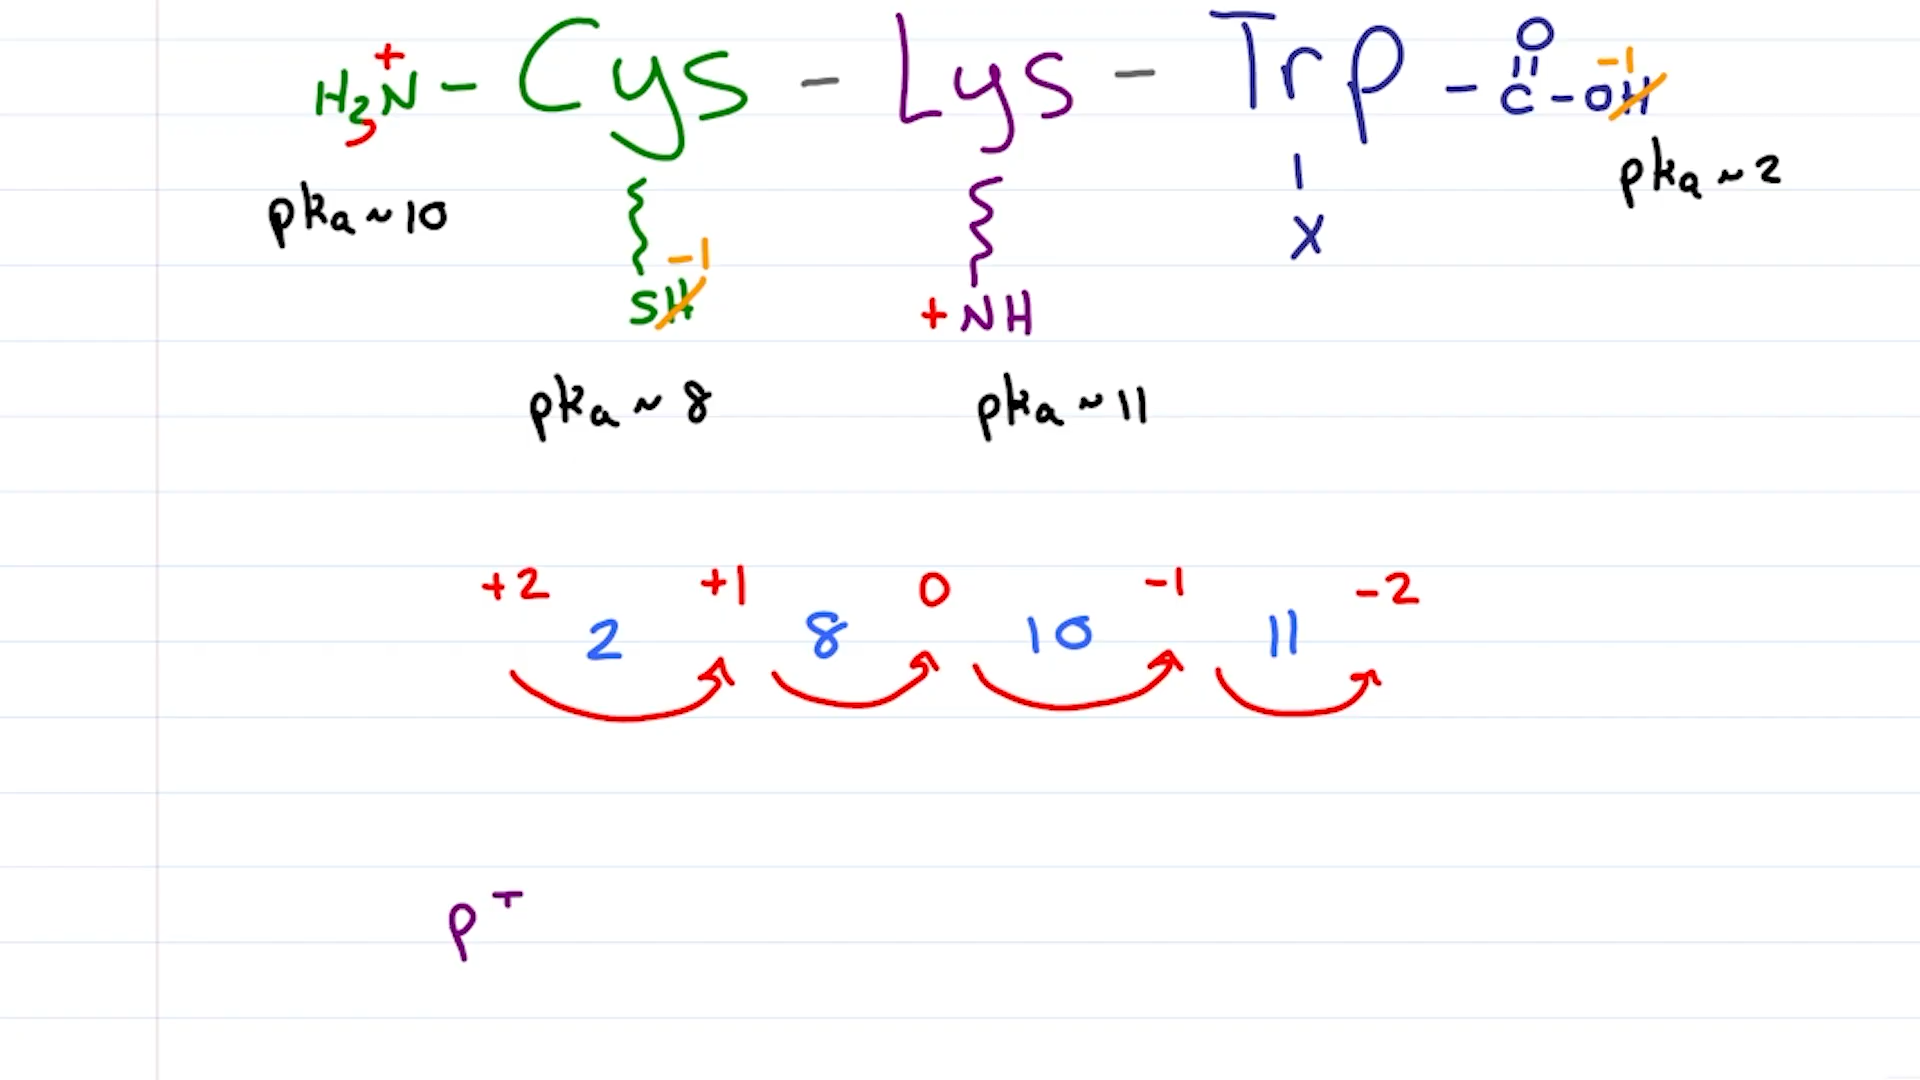 H₃N⁺ - Cys - Lys - Trp - C - OH
O
-1
pka ~ 10
pka ~ 2
X
-1
SH
+NH
pka ~ 8
pka ~ 11
+2 +1 0 -1 -2
2 8 10 11
p